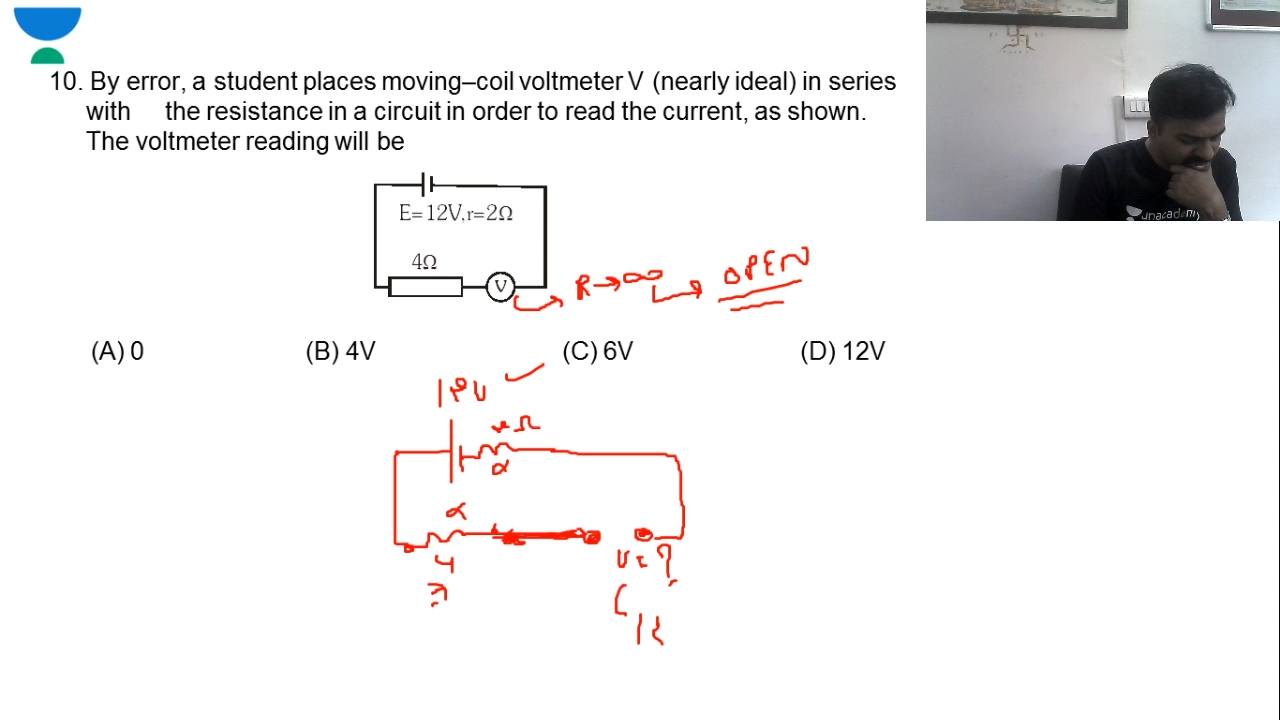 10. By error, a student places moving–coil voltmeter V (nearly ideal) in series
with the resistance in a circuit in order to read the current, as shown.
The voltmeter reading will be
E=12V,r=2Ω
4Ω
V
R→∞ → OPEN
(A) 0 (B) 4V (C) 6V (D) 12V
Ω
4
V = ?
unacademy